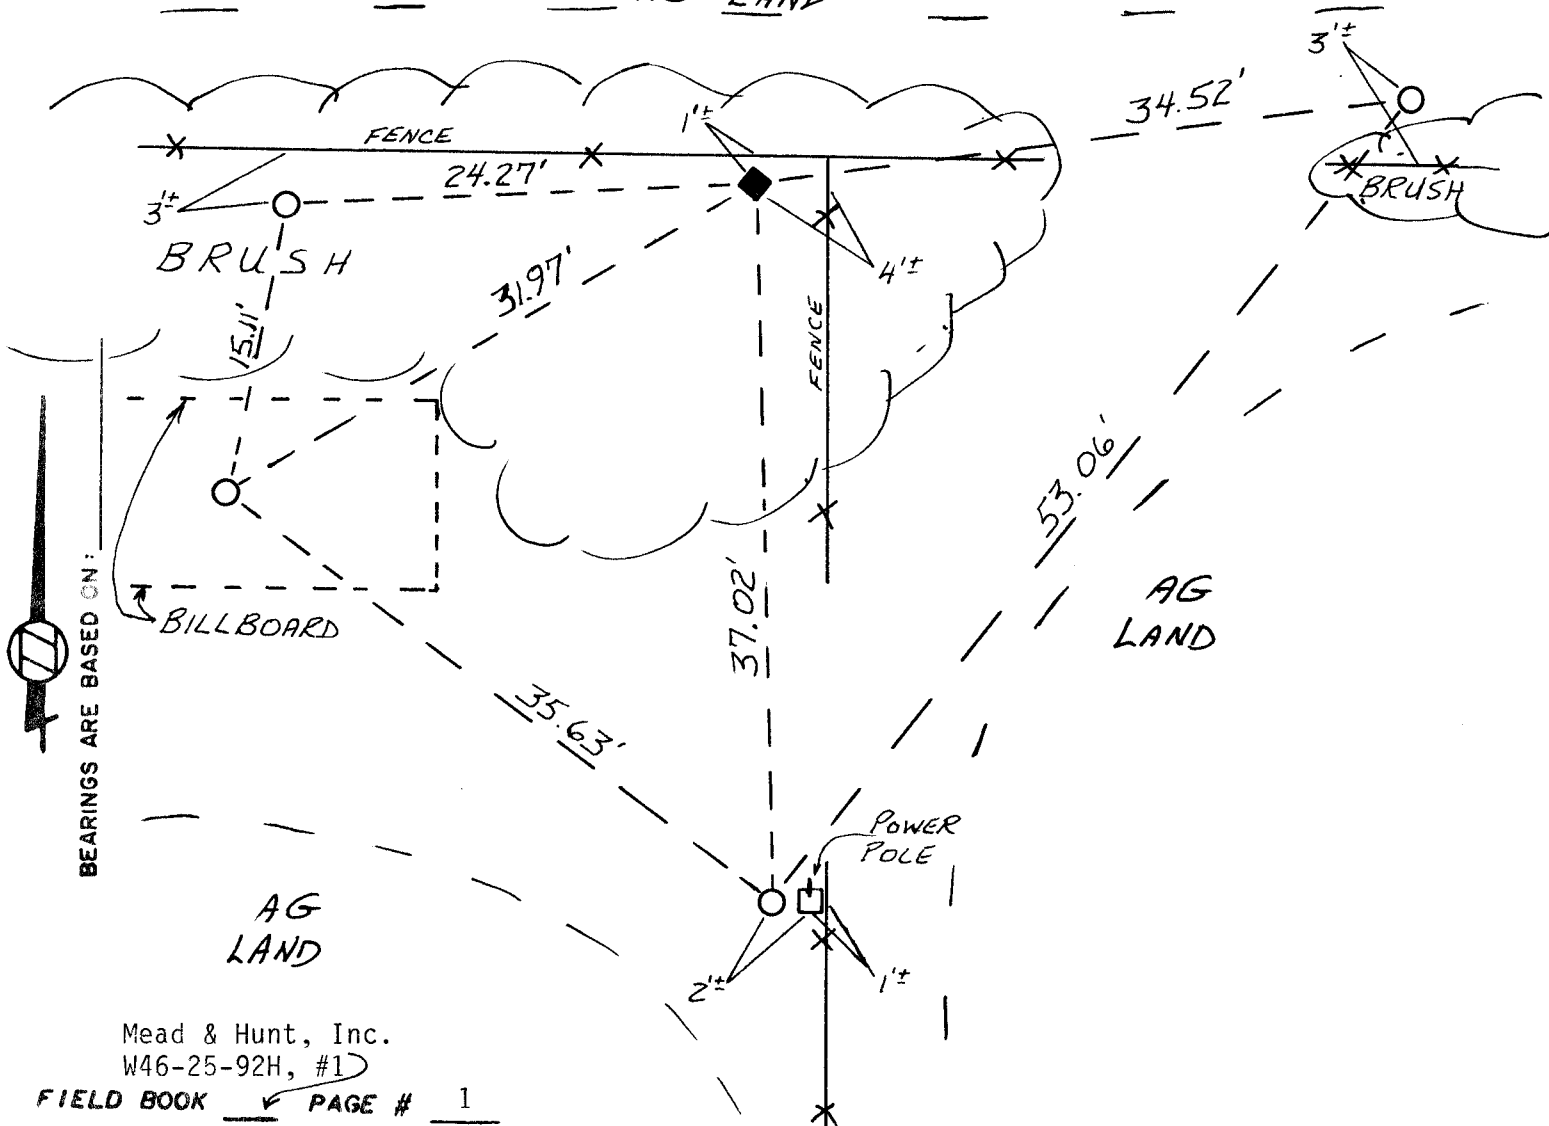 LAND
3'±
34.52'
1'±
FENCE
24.27'
3'±
BRUSH
BRUSH
4'±
31.97'
15.11'
FENCE
53.06'
BEARINGS ARE BASED ON:
BILLBOARD
AG
LAND
37.02'
35.63'
POWER
POLE
AG
LAND
2'±
1'±
Mead & Hunt, Inc.
W46-25-92H, #1
FIELD BOOK PAGE # 1